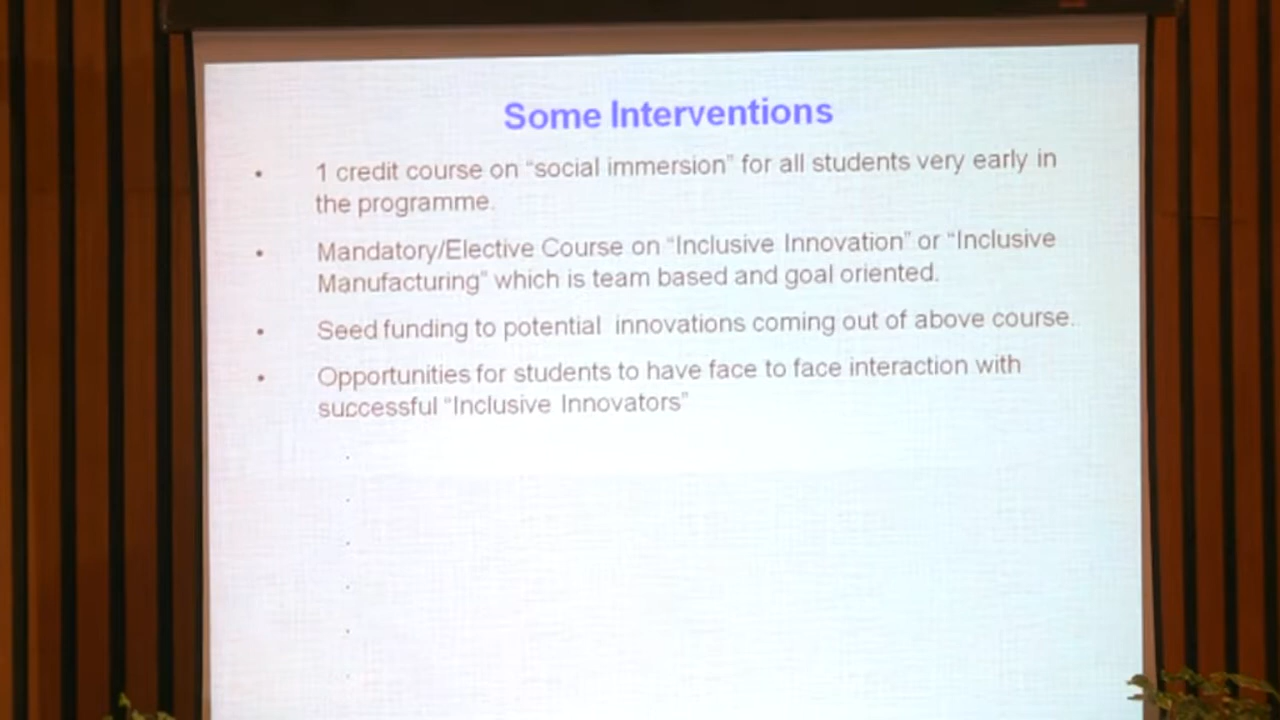 Some Interventions
• 1 credit course on “social immersion” for all students very early in
the programme.
• Mandatory/Elective Course on “Inclusive Innovation” or “Inclusive
Manufacturing” which is team based and goal oriented.
• Seed funding to potential innovations coming out of above course.
• Opportunities for students to have face to face interaction with
successful “Inclusive Innovators”